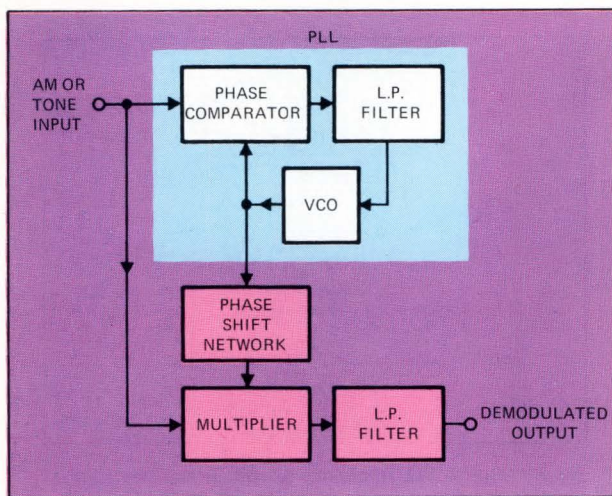 PLL
AM OR
TONE
INPUT
PHASE
COMPARATOR
L.P.
FILTER
VCO
PHASE
SHIFT
NETWORK
MULTIPLIER
L.P.
FILTER
DEMODULATED
OUTPUT